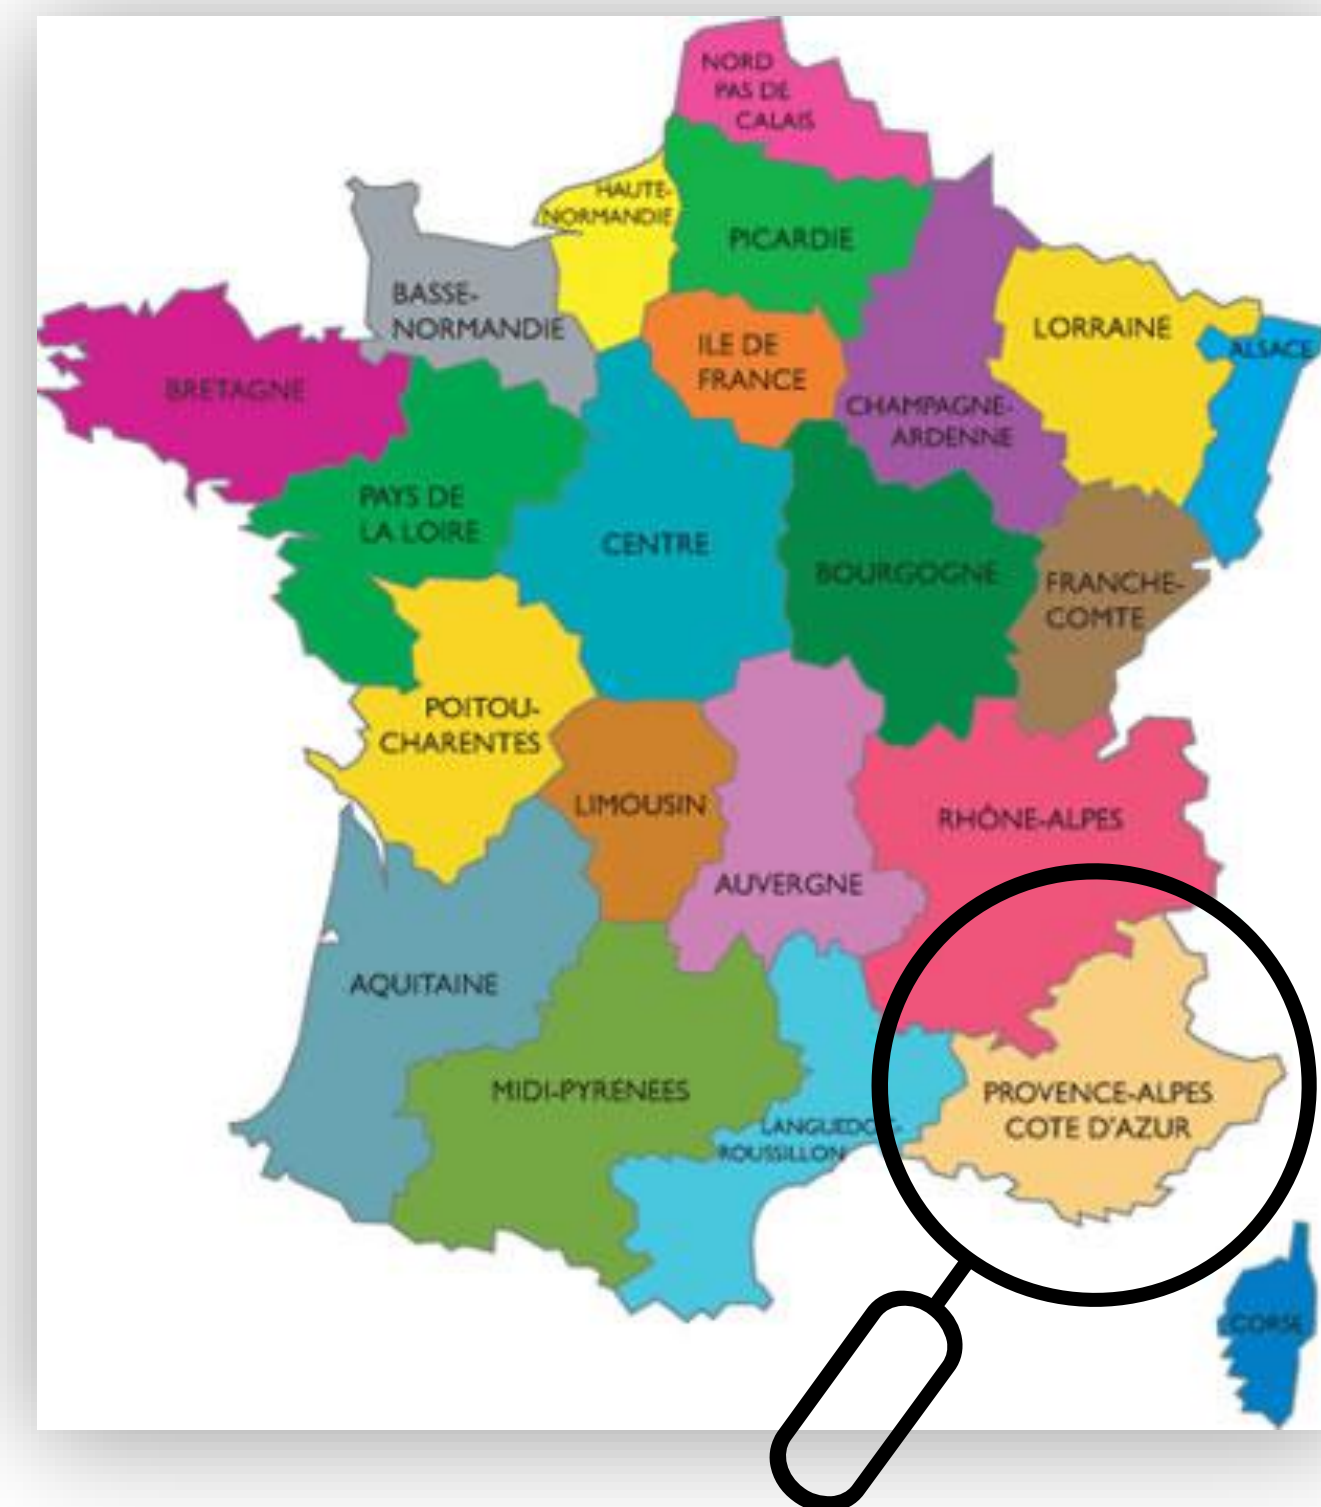 NORD
PAS DE
CALAIS
HAUTE-
NORMANDIE
PICARDIE
BASSE-
NORMANDIE
ILE DE
FRANCE
LORRAINE
ALSACE
BRETAGNE
CHAMPAGNE-
ARDENNE
PAYS DE
LA LOIRE
CENTRE
BOURGOGNE
FRANCHE-
COMTE
POITOU-
CHARENTES
LIMOUSIN
RHÔNE-ALPES
AUVERGNE
AQUITAINE
MIDI-PYRENEES
LANGUEDOC-
ROUSSILLON
PROVENCE-ALPES
COTE D'AZUR
CORSE